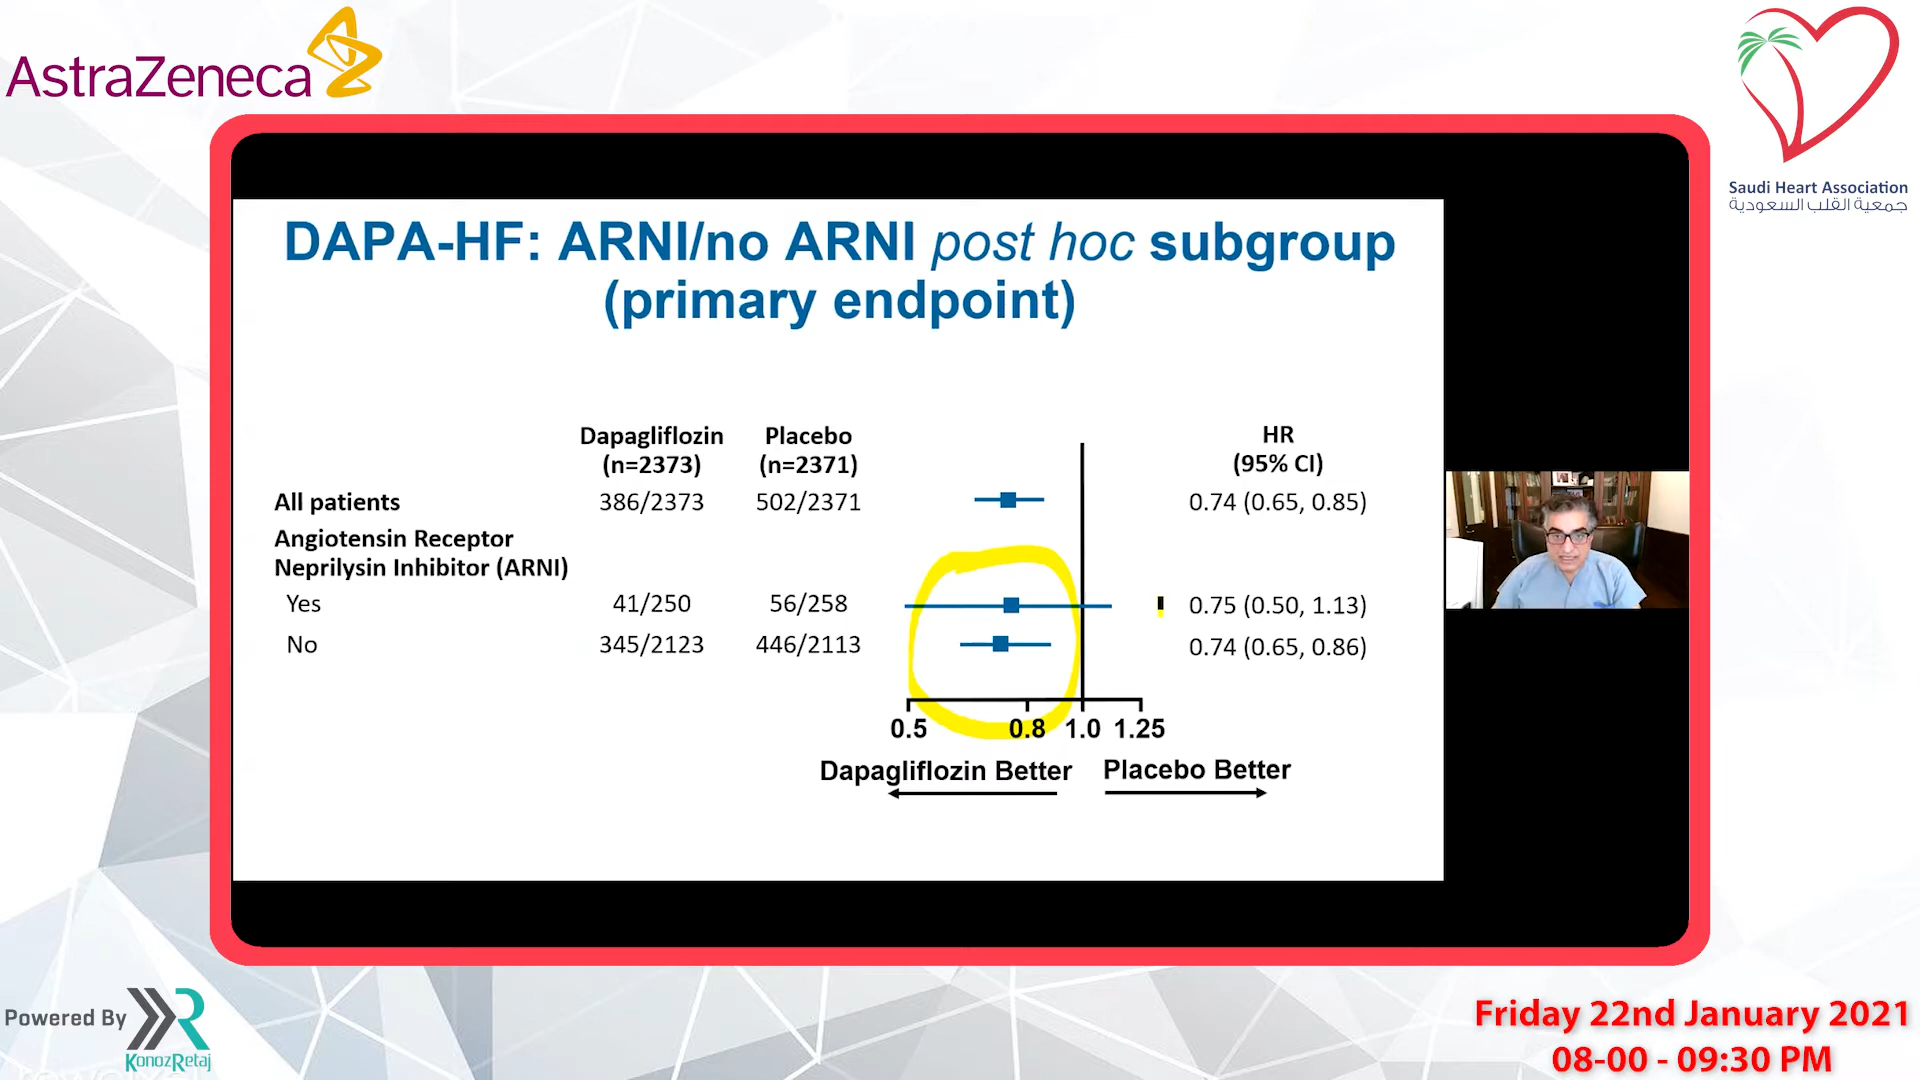 AstraZeneca
Saudi Heart Association
جمعية القلب السعودية
DAPA-HF: ARNI/no ARNI post hoc subgroup
(primary endpoint)
Dapagliflozin Placebo HR
(n=2373) (n=2371) (95% CI)
All patients 386/2373 502/2371 0.74 (0.65, 0.85)
Angiotensin Receptor
Neprilysin Inhibitor (ARNI)
Yes 41/250 56/258 0.75 (0.50, 1.13)
No 345/2123 446/2113 0.74 (0.65, 0.86)
0.5 0.8 1.0 1.25
Dapagliflozin Better Placebo Better
Powered By
KonozRetaj
Friday 22nd January 2021
08-00 - 09:30 PM